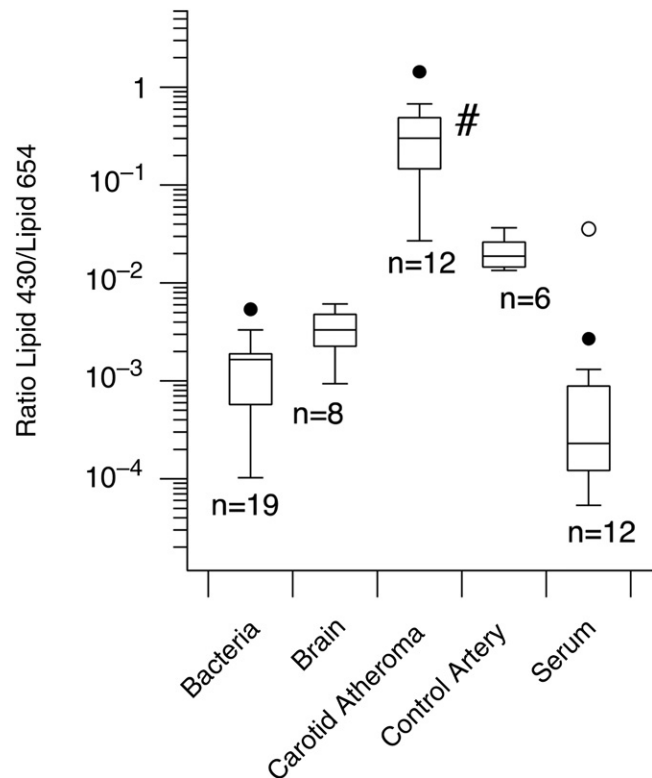 Ratio Lipid 430/Lipid 654
1
10⁻¹
10⁻²
10⁻³
10⁻⁴
#
n=12
n=6
n=8
n=19
n=12
Bacteria
Brain
Carotid Atheroma
Control Artery
Serum